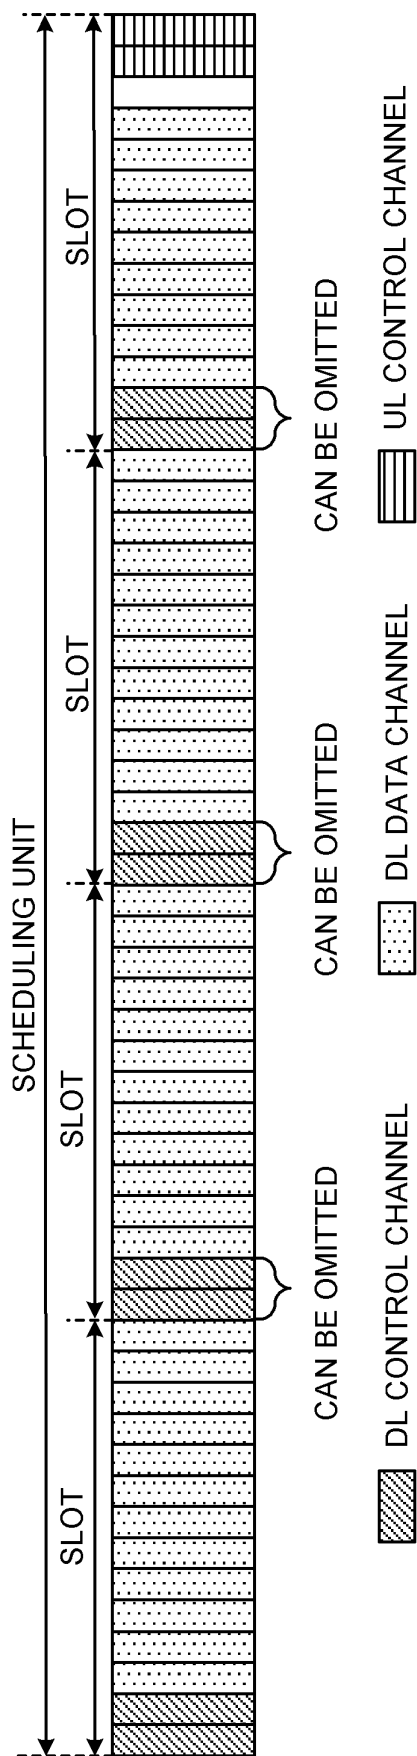 SCHEDULING UNIT
SLOT
SLOT
SLOT
SLOT
CAN BE OMITTED
CAN BE OMITTED
CAN BE OMITTED
DL CONTROL CHANNEL
DL DATA CHANNEL
UL CONTROL CHANNEL